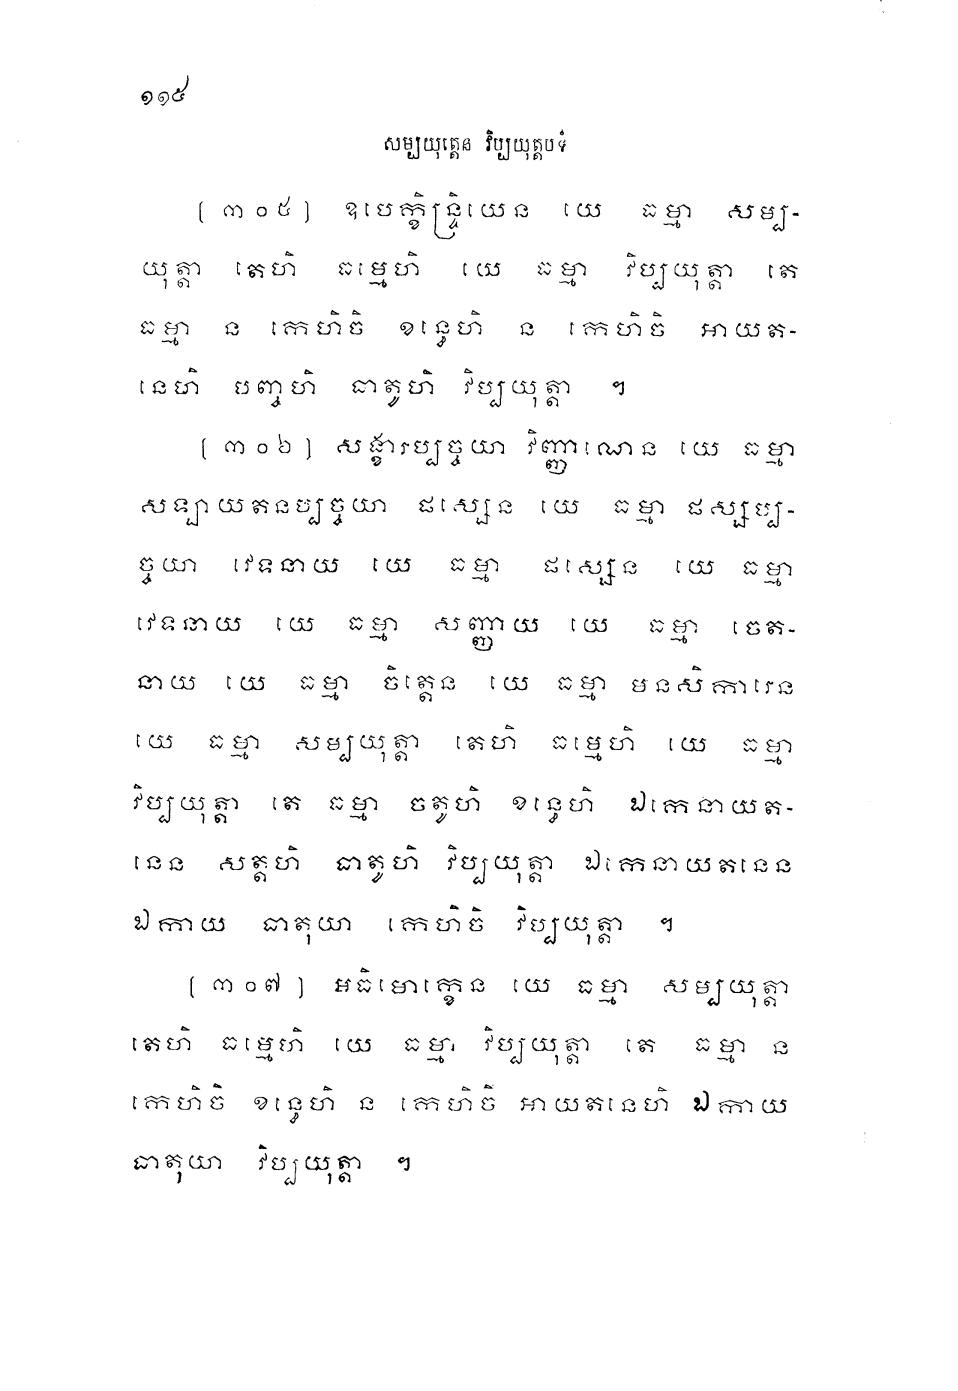 ១១៥
សម្បយុត្តេន វិប្បយុត្តបទំ
[ ៣០៥ ] ឧបេក្ខិន្ទ្រិយេន យេ ធម្មា សម្ប-
យុត្តា តេហិ ធម្មេហិ យេ ធម្មា វិប្បយុត្តា តេ
ធម្មា ន កេហិចិ ខន្ធេហិ ន កេហិចិ អាយត-
នេហិ បញ្ចហិ ធាតូហិ វិប្បយុត្តា ។
[ ៣០៦ ] សង្ខារប្បច្ចយា វិញ្ញាណេន យេ ធម្មា
សឡាយតនប្បច្ចយា ផស្សេន យេ ធម្មា ផស្សប្ប-
ច្ចយា វេទនាយ យេ ធម្មា ផស្សេន យេ ធម្មា
វេទនាយ យេ ធម្មា សញ្ញាយ យេ ធម្មា ចេត-
នាយ យេ ធម្មា ចិត្តេន យេ ធម្មា មនសិការេន
យេ ធម្មា សម្បយុត្តា តេហិ ធម្មេហិ យេ ធម្មា
វិប្បយុត្តា តេ ធម្មា ចតូហិ ខន្ធេហិ ឯកេនាយត-
នេន សត្តហិ ធាតូហិ វិប្បយុត្តា ឯកេនាយតនេន
ឯកាយ ធាតុយា កេហិចិ វិប្បយុត្តា ។
[ ៣០៧ ] អធិមោក្ខេន យេ ធម្មា សម្បយុត្តា
តេហិ ធម្មេហិ យេ ធម្មា វិប្បយុត្តា តេ ធម្មា ន
កេហិចិ ខន្ធេហិ ន កេហិចិ អាយតនេហិ ឯកាយ
ធាតុយា វិប្បយុត្តា ។